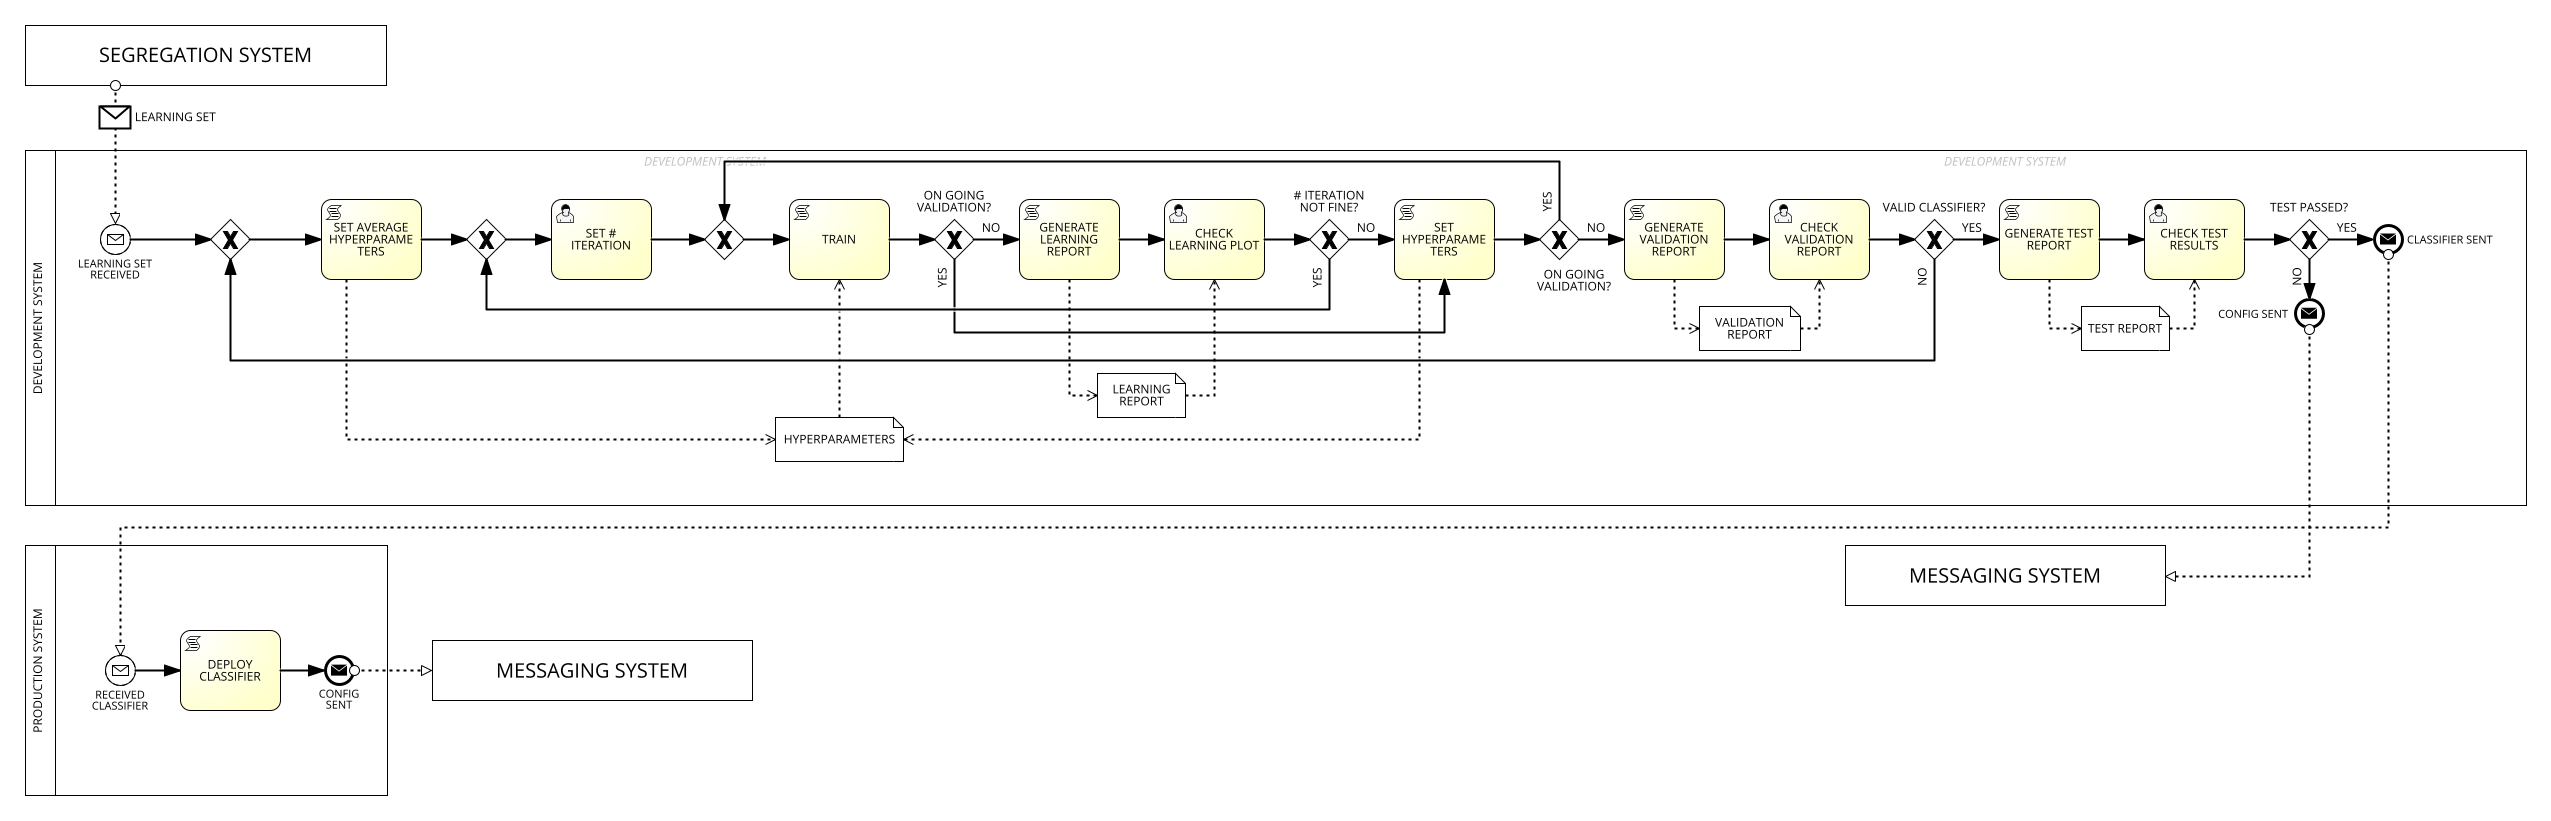 SEGREGATION SYSTEM
LEARNING SET
DEVELOPMENT SYSTEM
DEVELOPMENT SYSTEM
DEVELOPMENT SYSTEM
LEARNING SET
RECEIVED
SET AVERAGE
HYPERPARAME
TERS
SET #
ITERATION
TRAIN
ON GOING
VALIDATION?
NO
YES
GENERATE
LEARNING
REPORT
CHECK
LEARNING PLOT
# ITERATION
NOT FINE?
NO
YES
SET
HYPERPARAME
TERS
YES
NO
ON GOING
VALIDATION?
GENERATE
VALIDATION
REPORT
CHECK
VALIDATION
REPORT
VALID CLASSIFIER?
YES
NO
GENERATE TEST
REPORT
CHECK TEST
RESULTS
TEST PASSED?
YES
NO
CLASSIFIER SENT
CONFIG SENT
VALIDATION
REPORT
TEST REPORT
LEARNING
REPORT
HYPERPARAMETERS
MESSAGING SYSTEM
PRODUCTION SYSTEM
RECEIVED
CLASSIFIER
DEPLOY
CLASSIFIER
CONFIG
SENT
MESSAGING SYSTEM